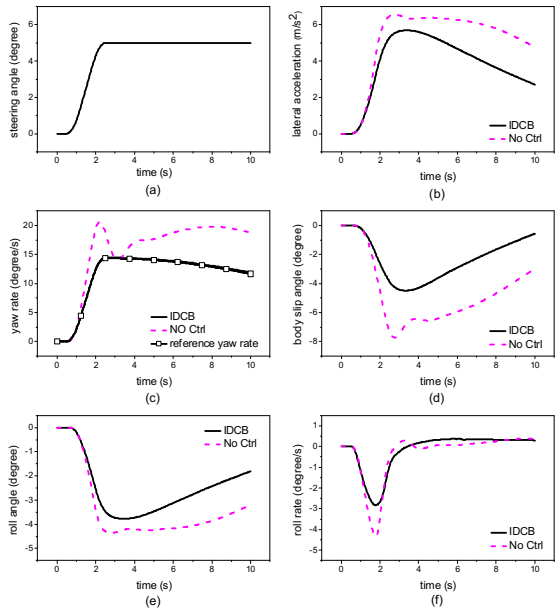 steering angle (degree)
6
4
2
0
0 2 4 6 8 10
time (s)
(a)
lateral acceleration (m/s²)
6
4
2
0
IDCB
No Ctrl
0 2 4 6 8 10
time (s)
(b)
yaw rate (degree/s)
20
15
10
5
0
IDCB
NO Ctrl
reference yaw rate
0 2 4 6 8 10
time (s)
(c)
body slip angle (degree)
0
-2
-4
-6
-8
IDCB
No Ctrl
0 2 4 6 8 10
time (s)
(d)
roll angle (degree)
0
-1
-2
-3
-4
-5
IDCB
No Ctrl
0 2 4 6 8 10
time (s)
(e)
roll rate (degree/s)
1
0
-1
-2
-3
-4
-5
IDCB
No Ctrl
0 2 4 6 8 10
time (s)
(f)